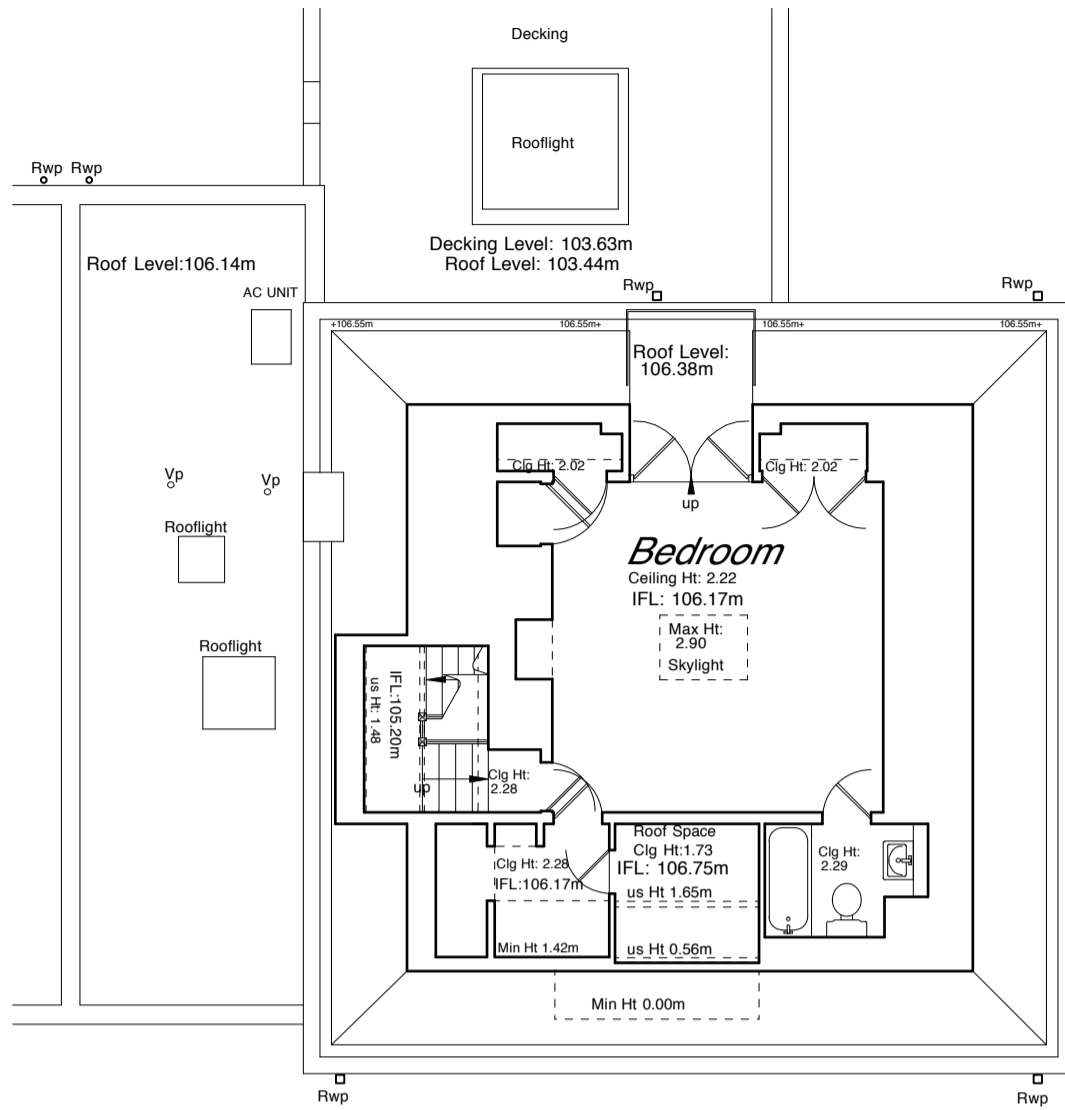 Decking
Rooflight
Rwp Rwp
Decking Level: 103.63m
Roof Level: 103.44m
Roof Level:106.14m
AC UNIT
Rwp
Rwp
+106.55m
106.55m+
106.55m+
106.55m+
Roof Level:
106.38m
Clg Ht: 2.02
Clg Ht: 2.02
Vp
Vp
up
Rooflight
Bedroom
Ceiling Ht: 2.22
IFL: 106.17m
Max Ht:
2.90
Skylight
Rooflight
IFL:105.20m
us Ht: 1.48
up
Clg Ht:
2.28
Roof Space
Clg Ht:1.73
IFL: 106.75m
us Ht 1.65m
us Ht 0.56m
Clg Ht: 2.28
IFL:106.17m
Min Ht 1.42m
Clg Ht:
2.29
Min Ht 0.00m
Rwp
Rwp